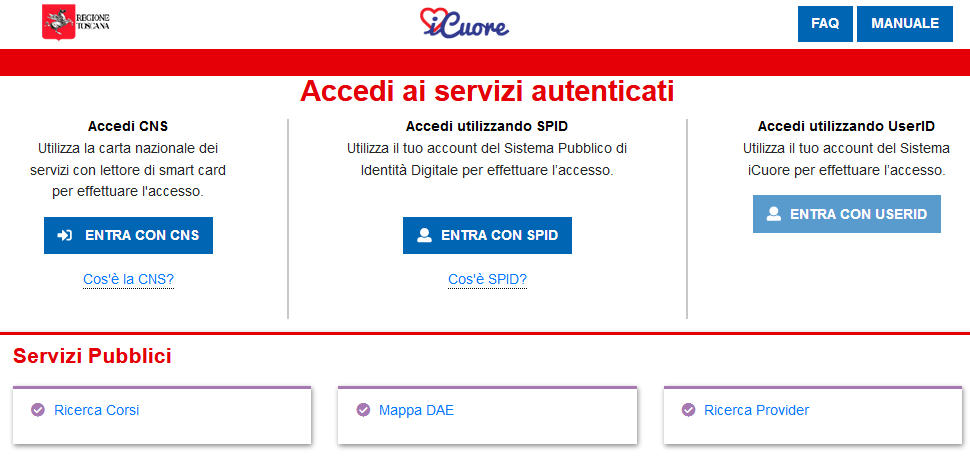 REGIONE
TOSCANA
iCuore
FAQ
MANUALE
Accedi ai servizi autenticati
Accedi CNS
Utilizza la carta nazionale dei
servizi con lettore di smart card
per effettuare l'accesso.
ENTRA CON CNS
Cos'è la CNS?
Accedi utilizzando SPID
Utilizza il tuo account del Sistema Pubblico di
Identità Digitale per effettuare l'accesso.
ENTRA CON SPID
Cos'è SPID?
Accedi utilizzando UserID
Utilizza il tuo account del Sistema
iCuore per effettuare l'accesso.
ENTRA CON USERID
Servizi Pubblici
Ricerca Corsi
Mappa DAE
Ricerca Provider